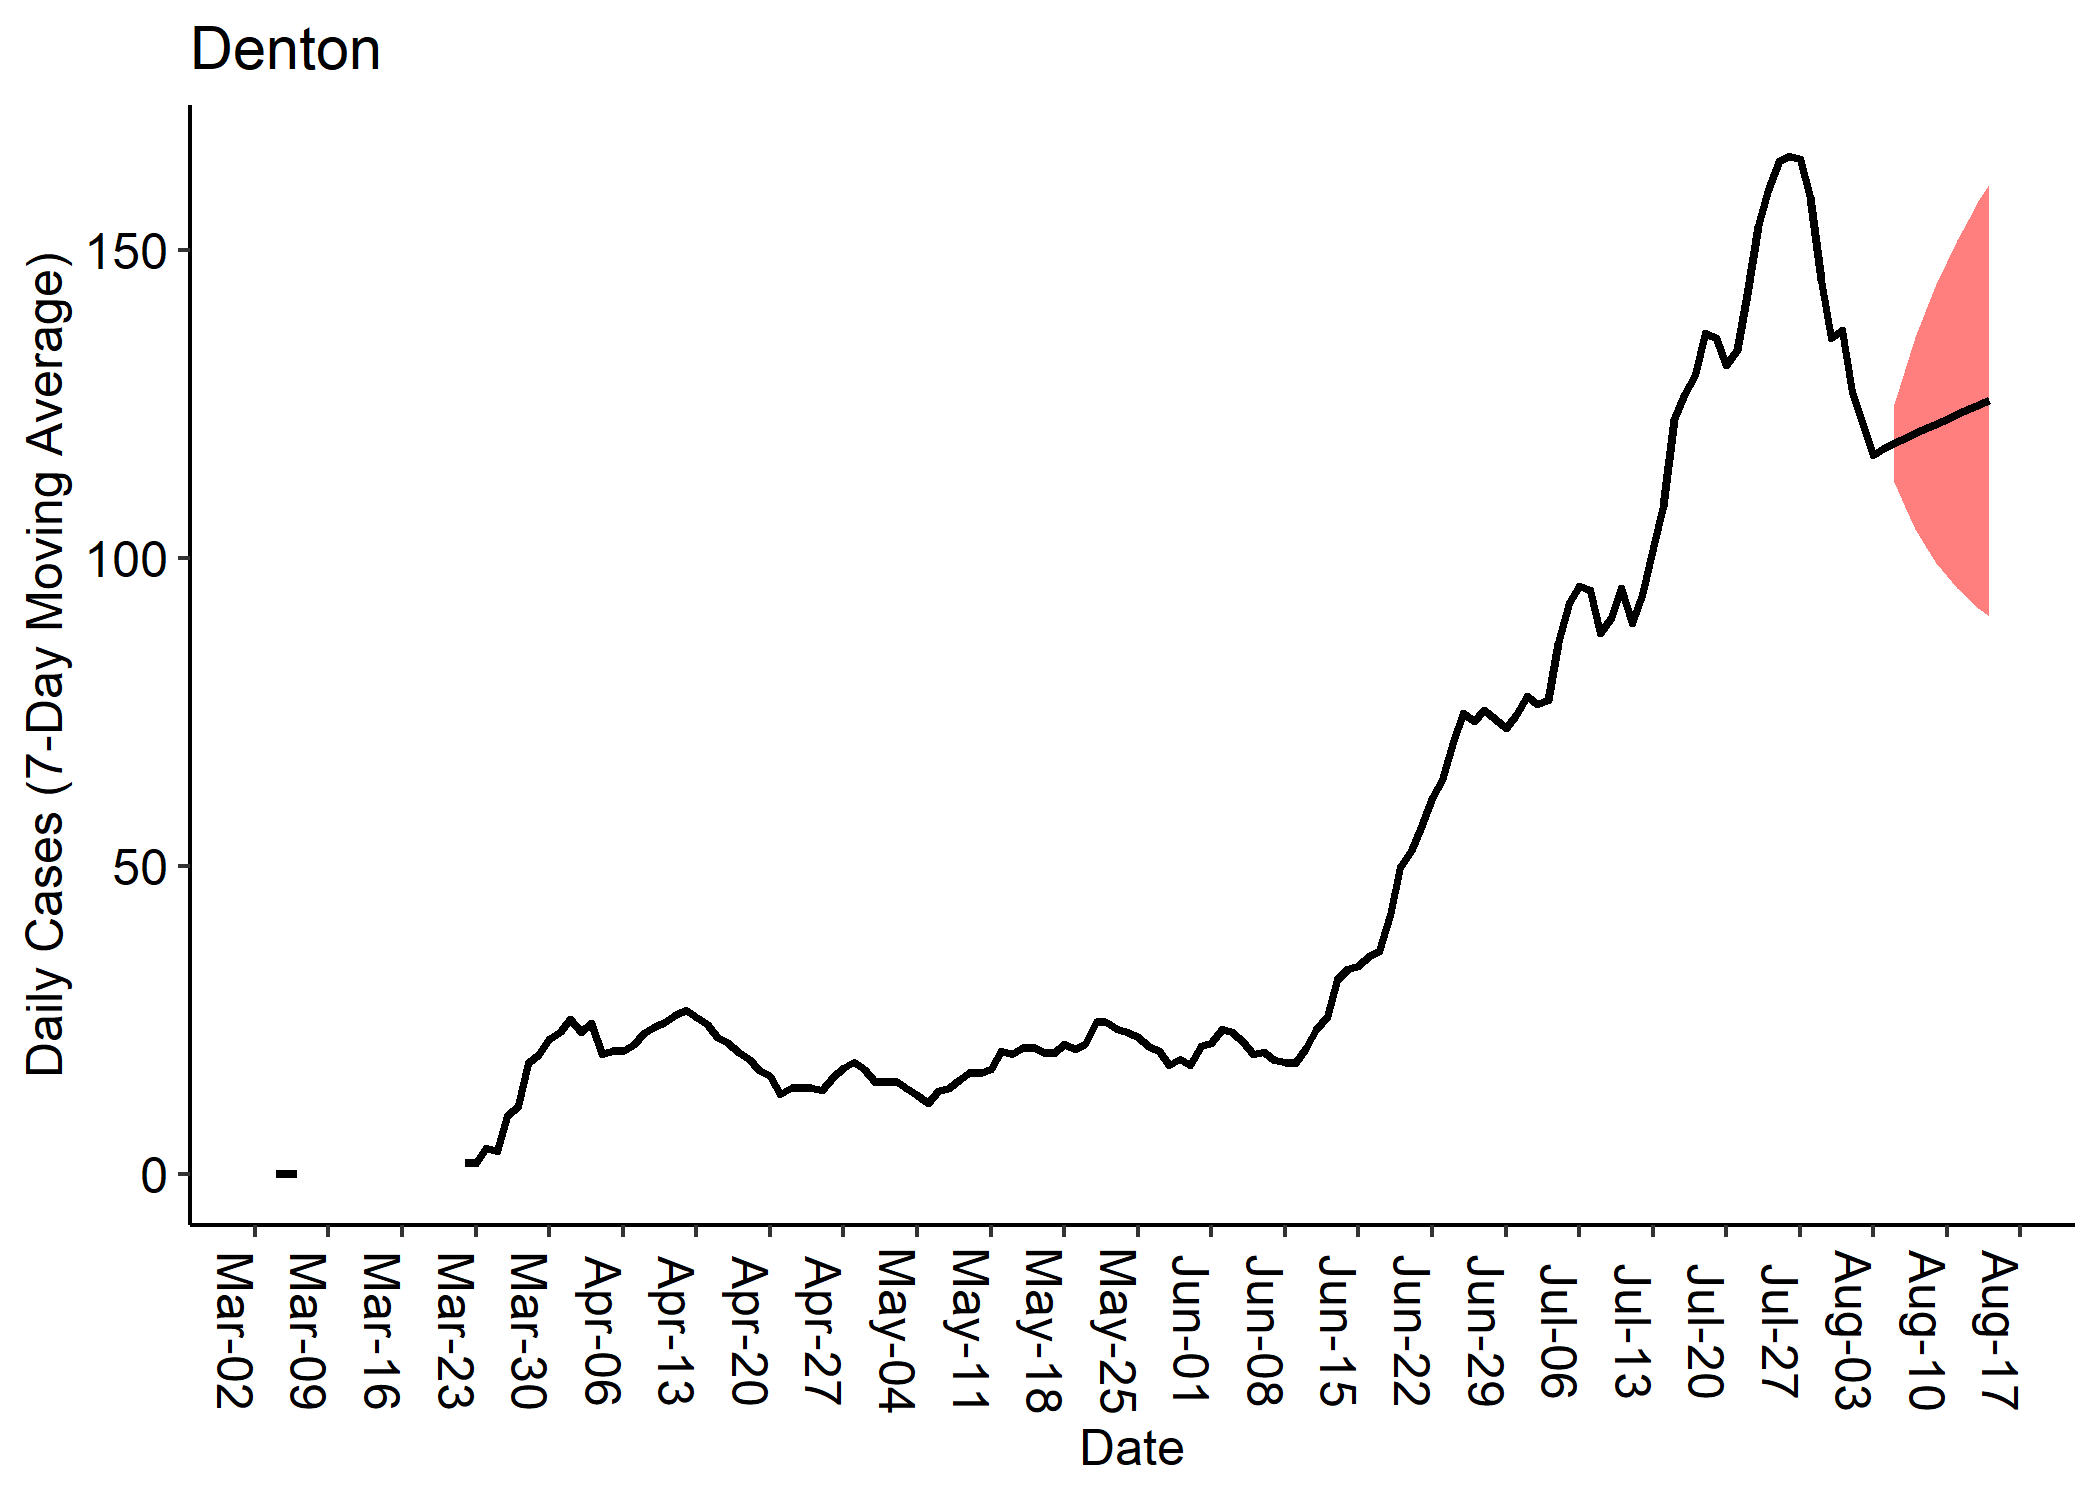 Denton
Daily Cases (7-Day Moving Average)
150
100
50
0
Mar-02
Mar-09
Mar-16
Mar-23
Mar-30
Apr-06
Apr-13
Apr-20
Apr-27
May-04
May-11
May-18
May-25
Jun-01
Jun-08
Jun-15
Jun-22
Jun-29
Jul-06
Jul-13
Jul-20
Jul-27
Aug-03
Aug-10
Aug-17
Date